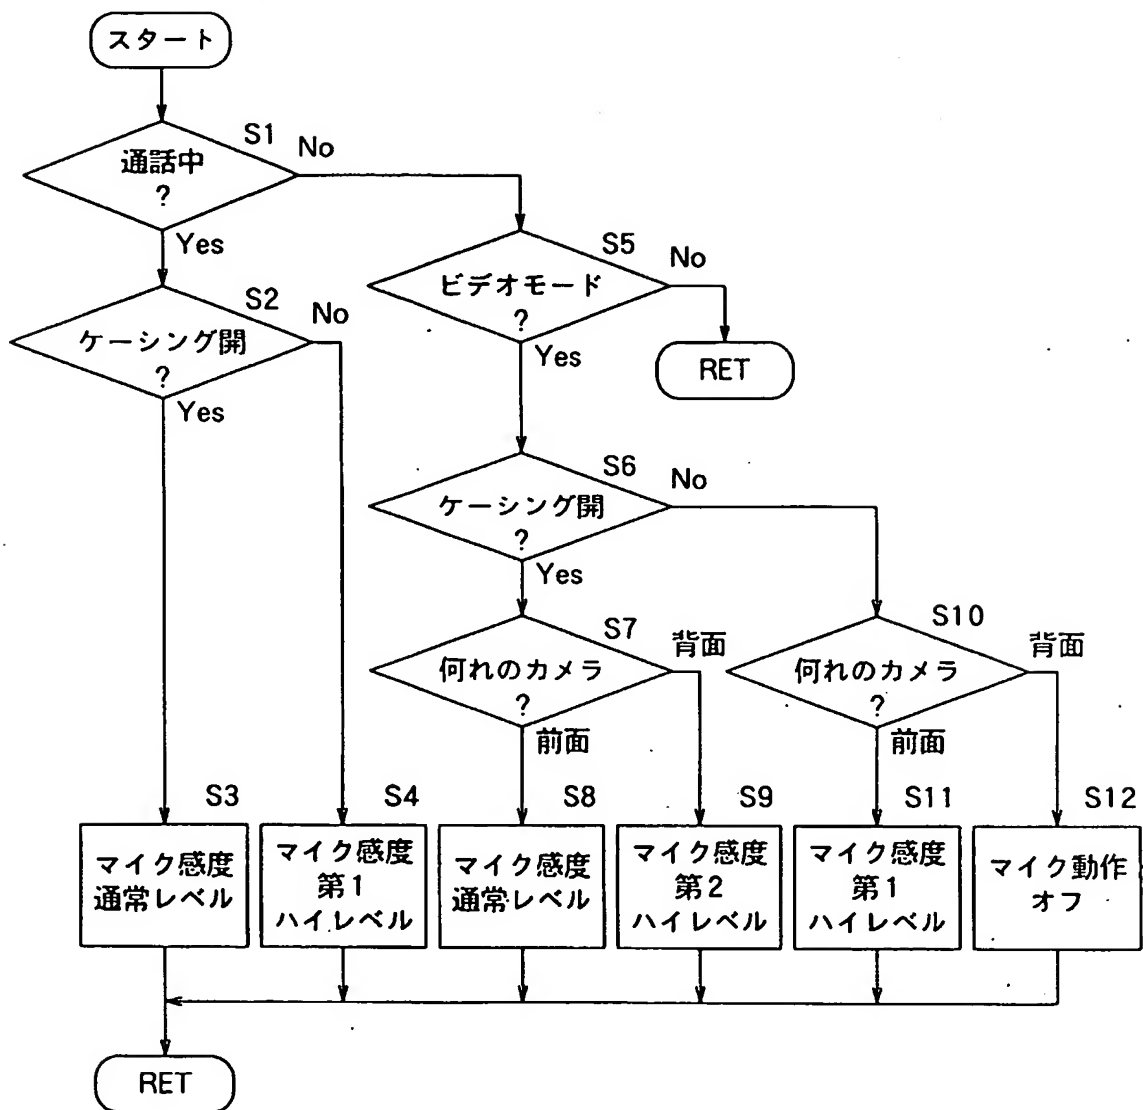 スタート
S1
No
通話中
?
Yes
S2
No
ケーシング開
?
Yes
S5
No
ビデオモード
?
Yes
RET
S6
No
ケーシング開
?
Yes
S7
背面
何れのカメラ
?
前面
S10
背面
何れのカメラ
?
前面
S3
マイク感度
通常レベル
S4
マイク感度
第1
ハイレベル
S8
マイク感度
通常レベル
S9
マイク感度
第2
ハイレベル
S11
マイク感度
第1
ハイレベル
S12
マイク動作
オフ
RET